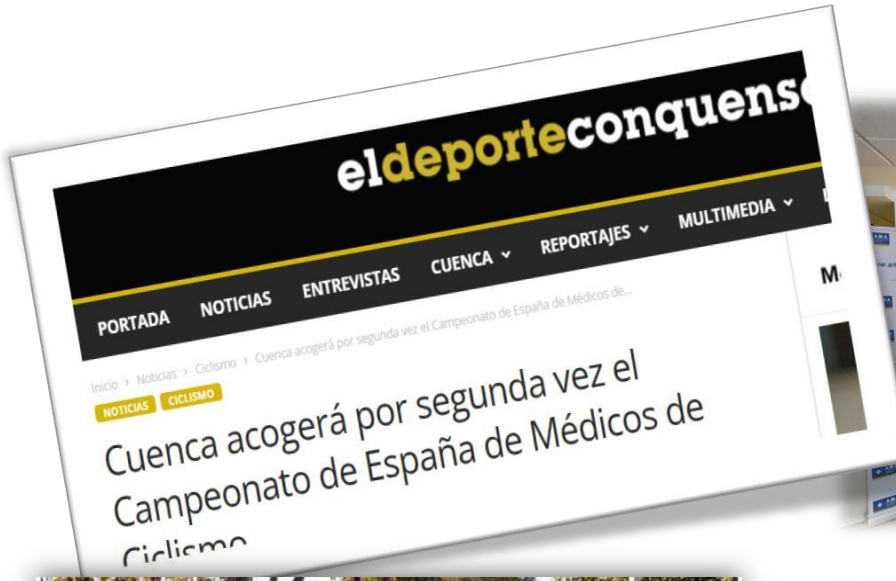 eldeporteconquens
PORTADA NOTICIAS ENTREVISTAS CUENCA REPORTAJES MULTIMEDIA
Inicio > Noticias > Ciclismo > Cuenca acogerá por segunda vez el Campeonato de España de Médicos de...
NOTICIAS CICLISMO
Cuenca acogerá por segunda vez el
Campeonato de España de Médicos de
Ciclismo